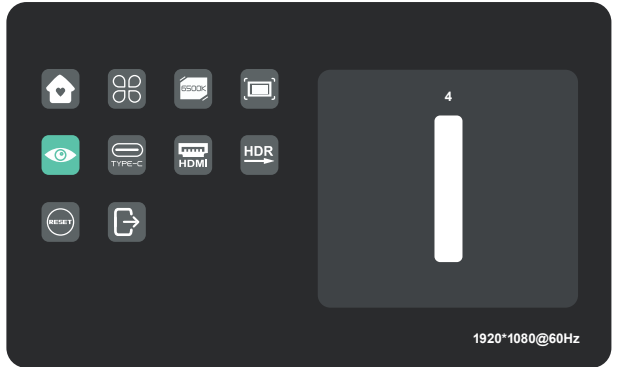 6500K
4
TYPE-C
HDMI
HDR
RESET
1920*1080@60Hz